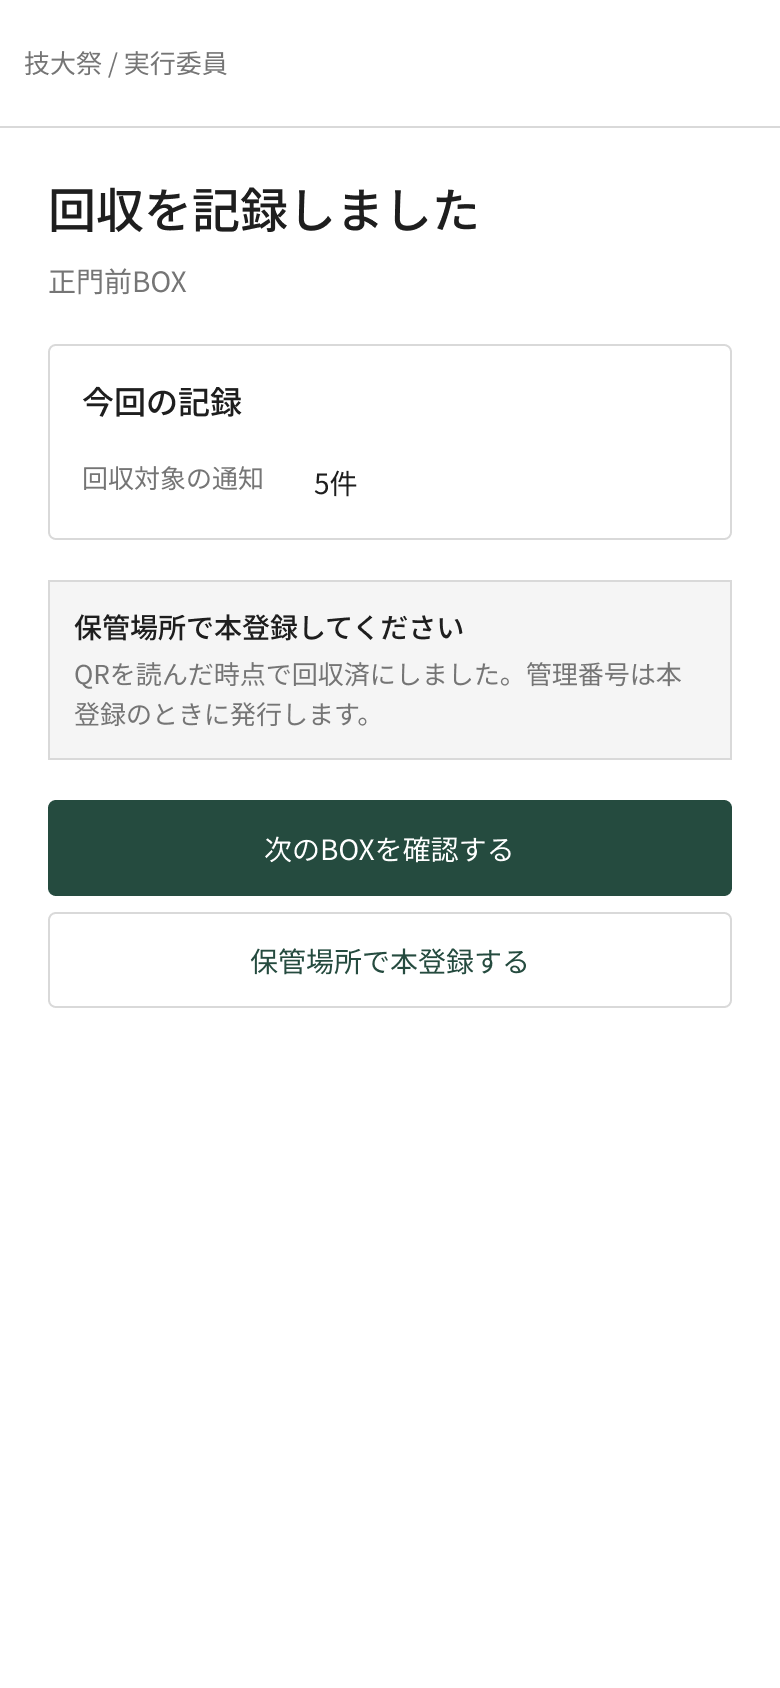 技大祭 / 実行委員
回収を記録しました
正門前BOX
今回の記録
回収対象の通知 5件
保管場所で本登録してください
QRを読んだ時点で回収済にしました。管理番号は本
登録のときに発行します。
次のBOXを確認する
保管場所で本登録する